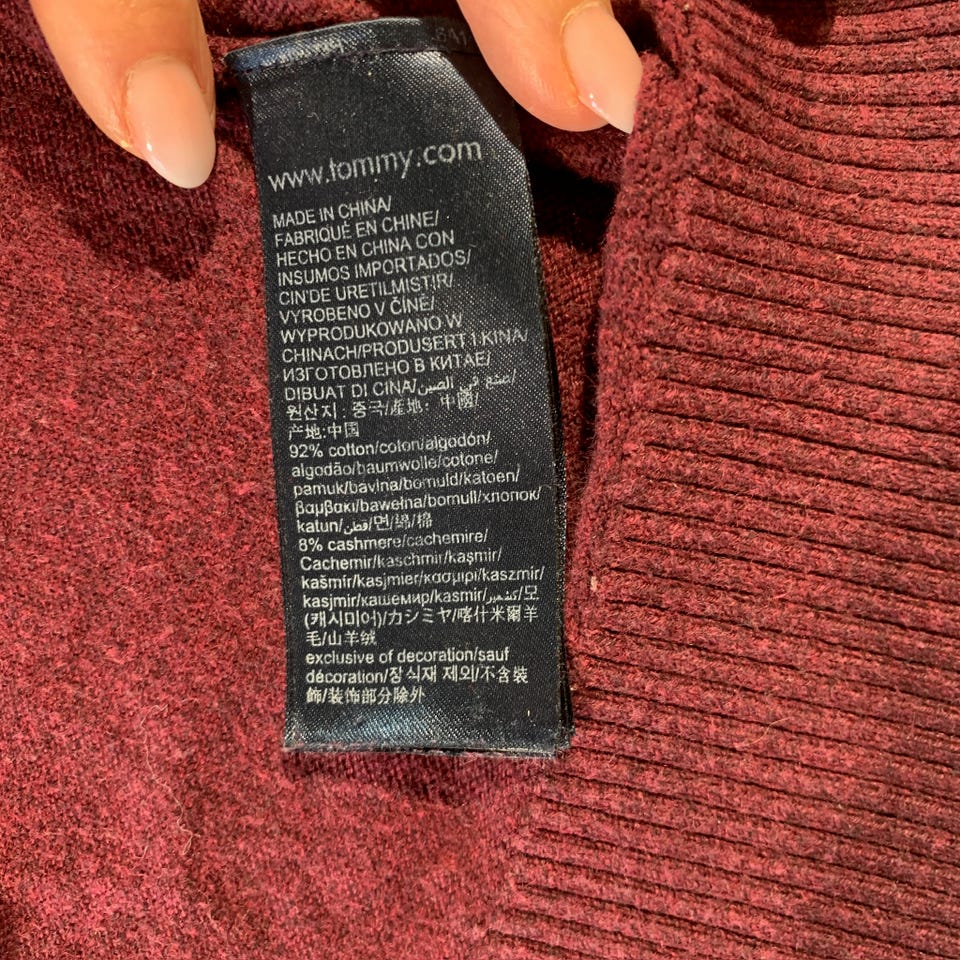 www.tommy.com
MADE IN CHINA/
FABRIQUÉ EN CHINE/
HECHO EN CHINA CON
INSUMOS IMPORTADOS/
CIN'DE URETILMISTIR/
VYROBENO V ČÍNĚ/
WYPRODUKOWANO W
CHINACH/PRODUSERT I KINA/
ИЗГОТОВЛЕНО В КИТАЕ/
DIBUAT DI CINA/صنع في الصين/
원산지: 중국/產地: 中國/
产地:中国
92% cotton/coton/algodón/
algodão/baumwolle/cotone/
pamuk/bavlna/bomuld/katoen/
βαμβακι/bawełna/bomull/хлопок/
katun/قطن/면/綿/棉
8% cashmere/cachemire/
Cachemir/kaschmir/kaşmir/
kašmír/kasjmier/κασμιρι/kaszmir/
kasjmir/кашемир/kasmir/كشمير/모
(캐시미어)/カシミヤ/喀什米爾羊
毛/山羊绒
exclusive of decoration/sauf
décoration/장식재 제외/不含裝
飾/装饰部分除外